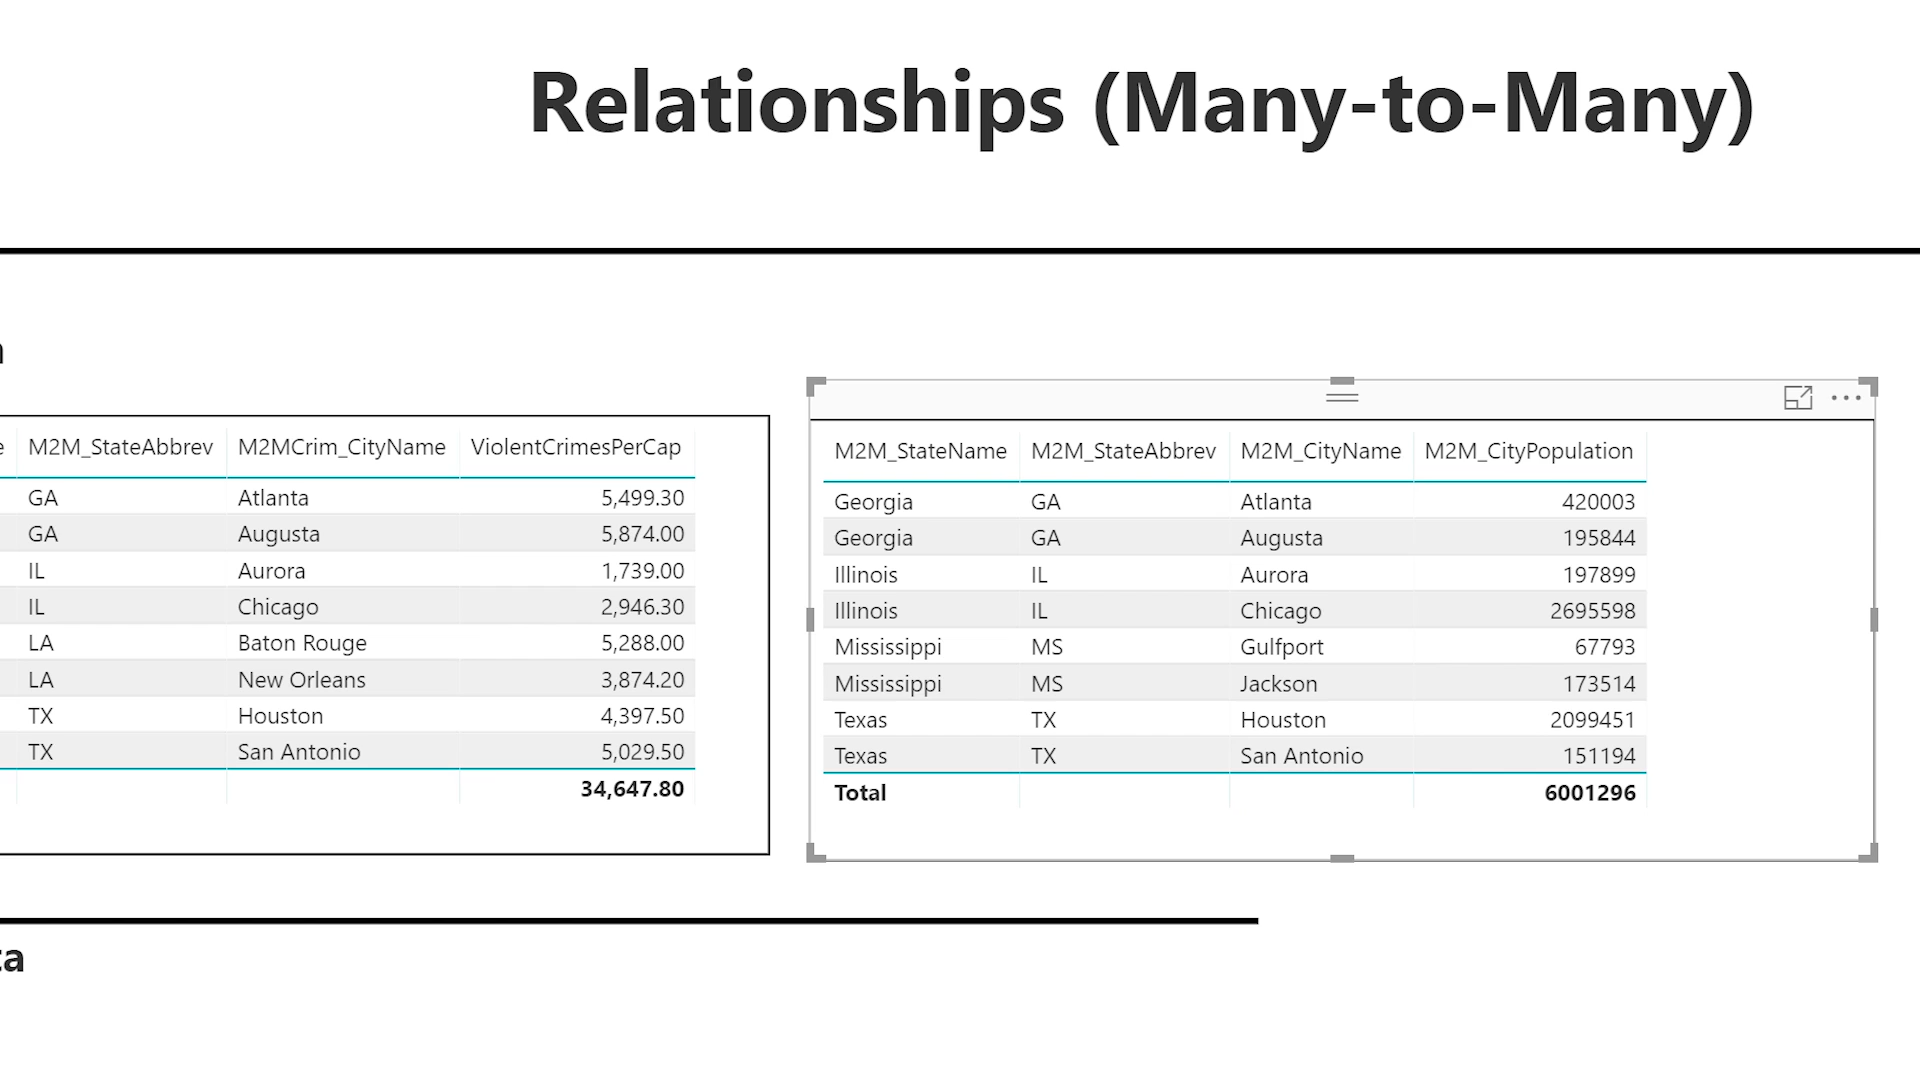 Relationships (Many-to-Many)
M2M_StateAbbrev M2MCrim_CityName ViolentCrimesPerCap
GA Atlanta 5,499.30
GA Augusta 5,874.00
IL Aurora 1,739.00
IL Chicago 2,946.30
LA Baton Rouge 5,288.00
LA New Orleans 3,874.20
TX Houston 4,397.50
TX San Antonio 5,029.50
34,647.80
M2M_StateName M2M_StateAbbrev M2M_CityName M2M_CityPopulation
Georgia GA Atlanta 420003
Georgia GA Augusta 195844
Illinois IL Aurora 197899
Illinois IL Chicago 2695598
Mississippi MS Gulfport 67793
Mississippi MS Jackson 173514
Texas TX Houston 2099451
Texas TX San Antonio 151194
Total 6001296